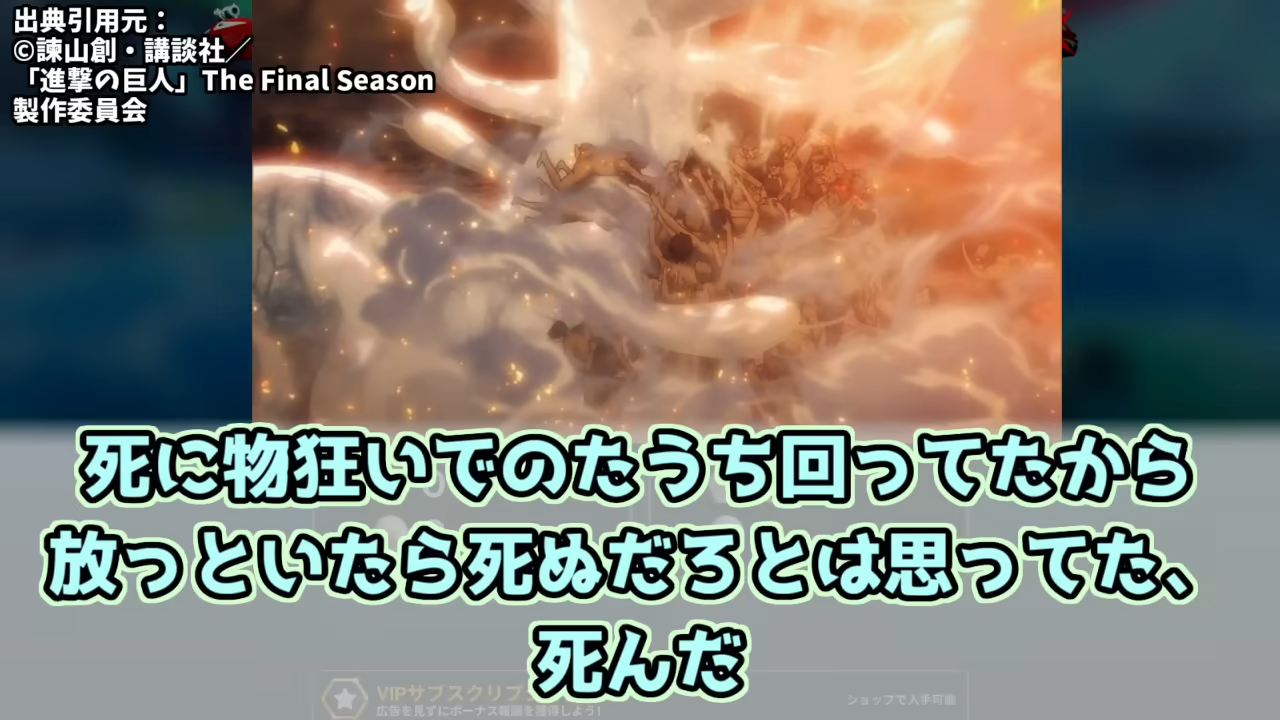 出典引用元：
©諫山創・講談社／
「進撃の巨人」The Final Season
製作委員会
死に物狂いでのたうち回ってたから
放っといたら死ぬだろとは思ってた、
死んだ
VIPサブスクリプ
広告を見ずにボーナス報酬を獲得しよう！
ショップで入手可能